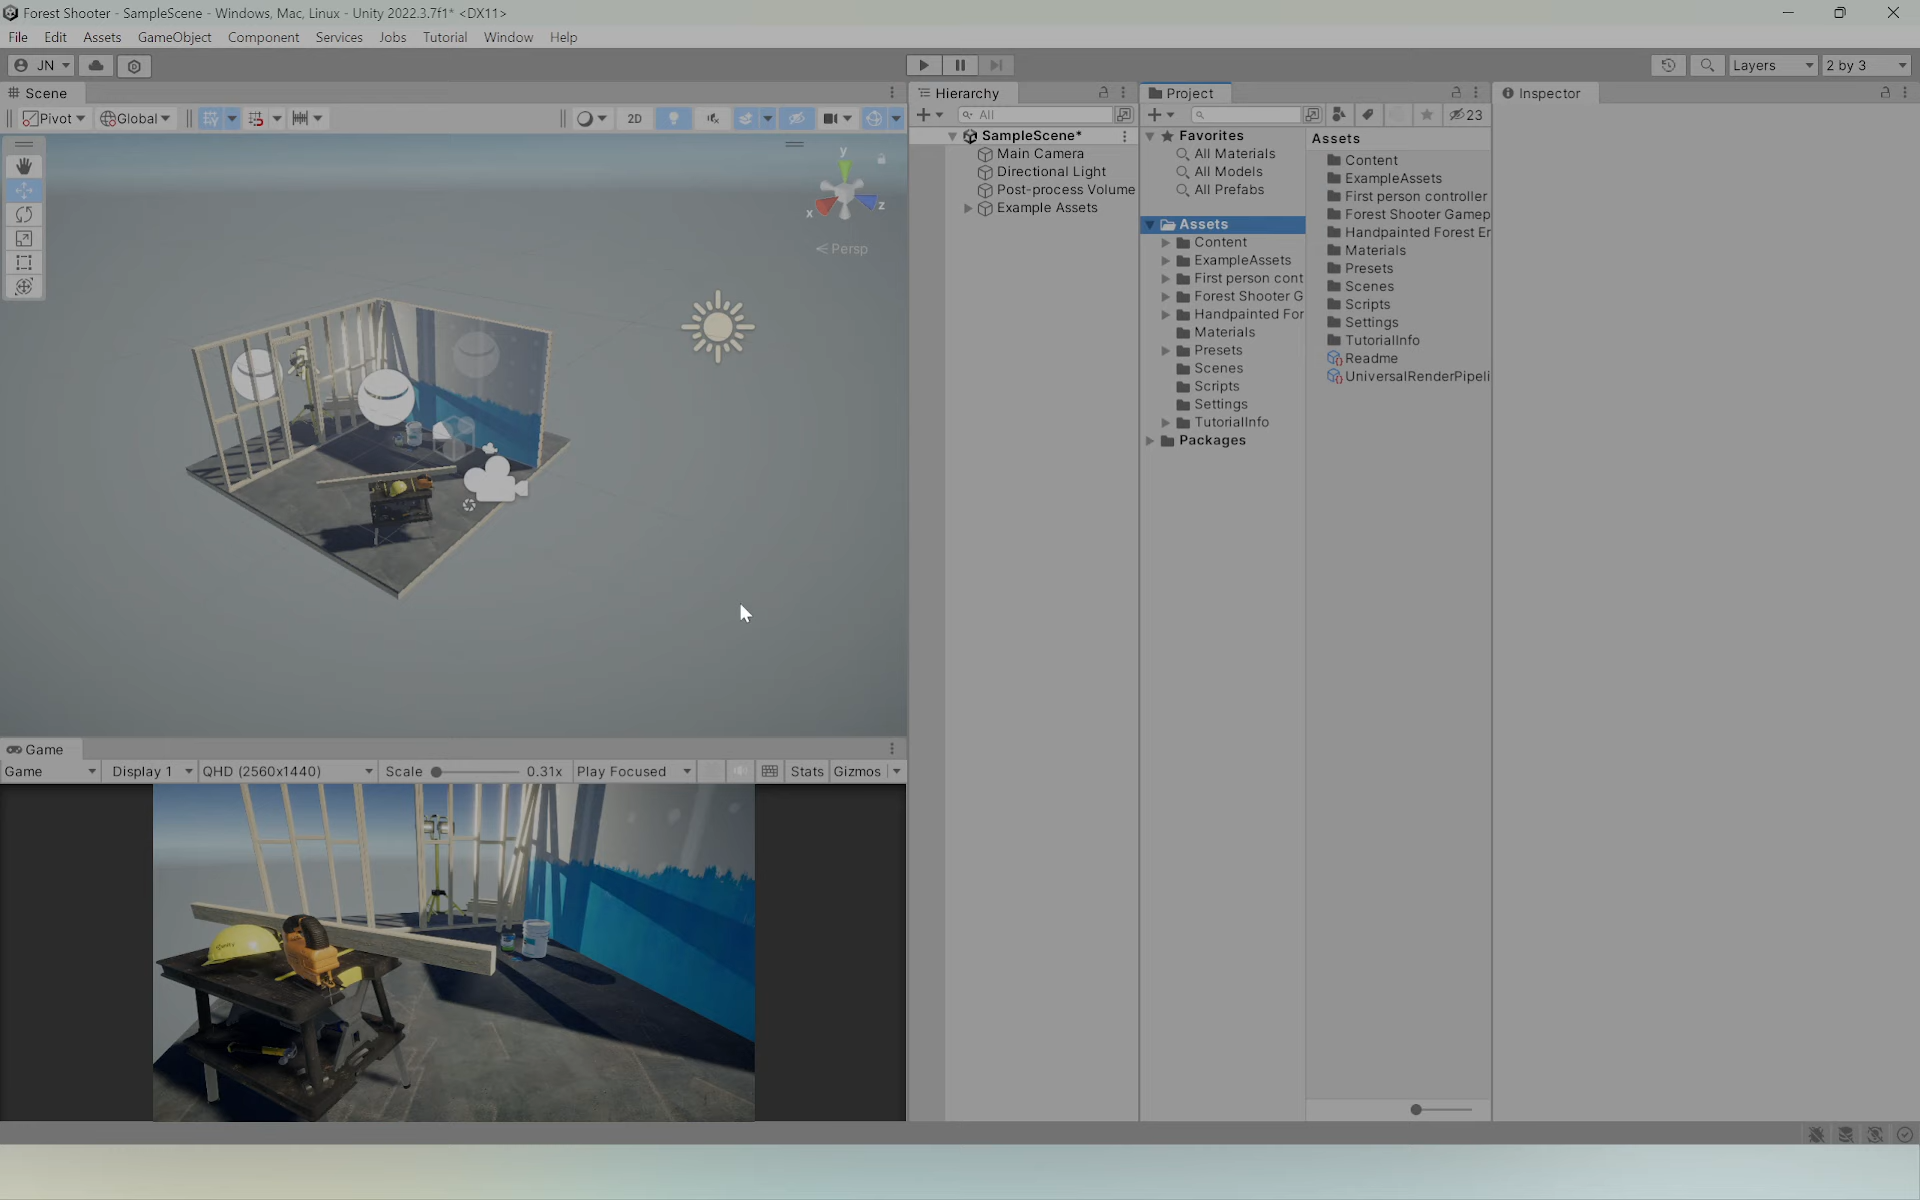 Forest Shooter - SampleScene - Windows, Mac, Linux - Unity 2022.3.7f1* <DX11>
File Edit Assets GameObject Component Services Jobs Tutorial Window Help
JN
Layers
2 by 3
Scene
Pivot
Global
2D
y
x
z
Persp
Game
Game
Display 1
QHD (2560x1440)
Scale
0.31x
Play Focused
Stats
Gizmos
Hierarchy
All
SampleScene*
Main Camera
Directional Light
Post-process Volume
Example Assets
Project
23
Favorites
All Materials
All Models
All Prefabs
Assets
Content
ExampleAssets
First person cont
Forest Shooter G
Handpainted For
Materials
Presets
Scenes
Scripts
Settings
TutorialInfo
Packages
Assets
Content
ExampleAssets
First person controller
Forest Shooter Gamep
Handpainted Forest Er
Materials
Presets
Scenes
Scripts
Settings
TutorialInfo
Readme
UniversalRenderPipeli
Inspector